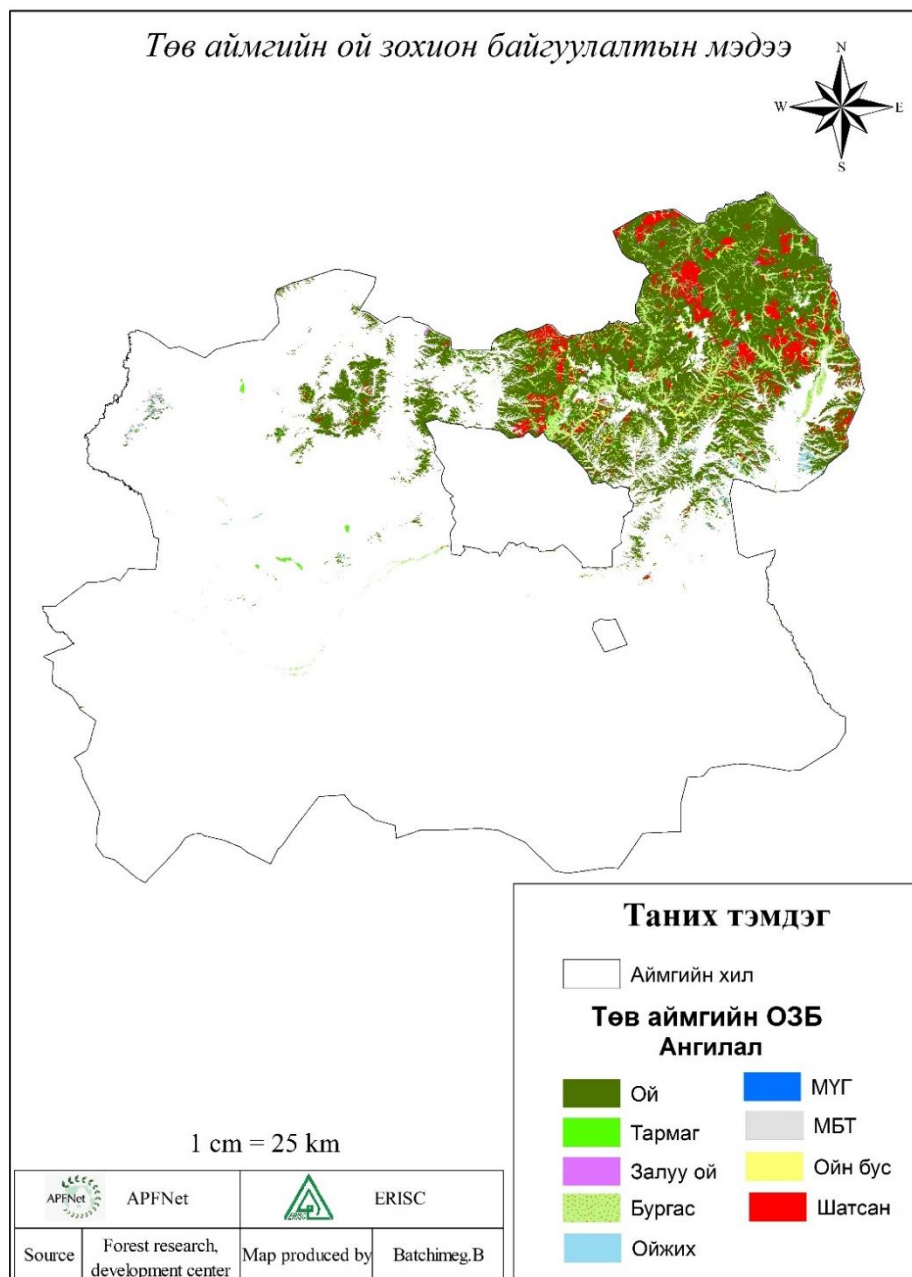 Төв аймгийн ой зохион байгуулалтын мэдээ
N
W E
S
Таних тэмдэг
Аймгийн хил
Төв аймгийн ОЗБ
Ангилал
Ой
Тармаг
Залуу ой
Бургас
Ойжих
МҮГ
МБТ
Ойн бус
Шатсан
1 cm = 25 km
APFNet APFNet ERISC
Source Forest research, development center Map produced by Batchimeg.B